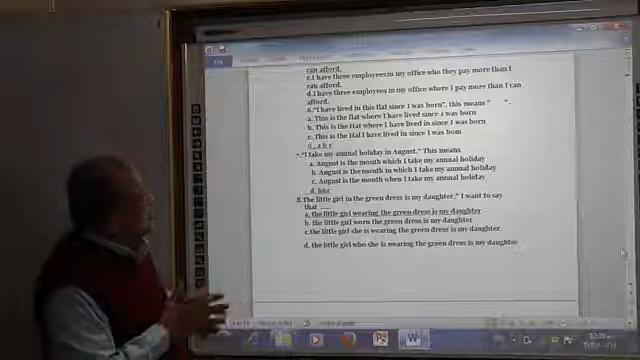 can afford.
c.I have three employees in my office who they pay more than I
can afford.
d.I have three employees in my office where I pay more than I can
afford.
6."I have lived in this flat since I was born", this means " ".
a. This is the flat where I have lived since I was born
b. This is the flat where I have lived in since I was born
c. This is the flat I have lived in since I was born
d. a & c
7."I take my annual holiday in August." This means
a. August is the month which I take my annual holiday
b. August is the month in which I take my annual holiday
c. August is the month when I take my annual holiday
d. b&c
8.The little girl in the green dress is my daughter." I want to say
that .....
a. the little girl wearing the green dress is my daughter
b. the little girl worn the green dress is my daughter
c.the little girl she is wearing the green dress is my daughter
d. the little girl who she is wearing the green dress is my daughter